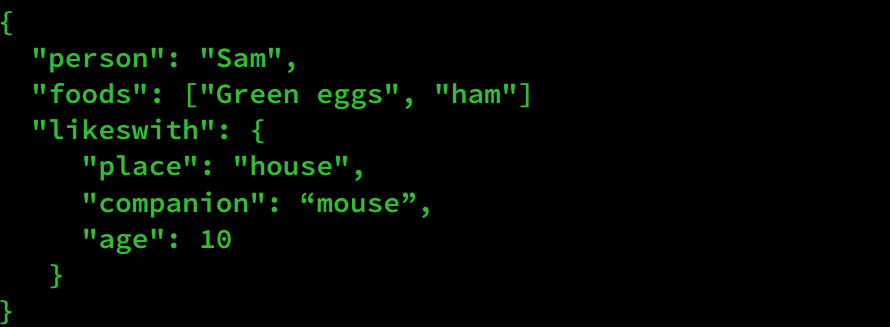 {
  "person": "Sam",
  "foods": ["Green eggs", "ham"]
  "likeswith": {
     "place": "house",
     "companion": “mouse”,
     "age": 10
   }
}